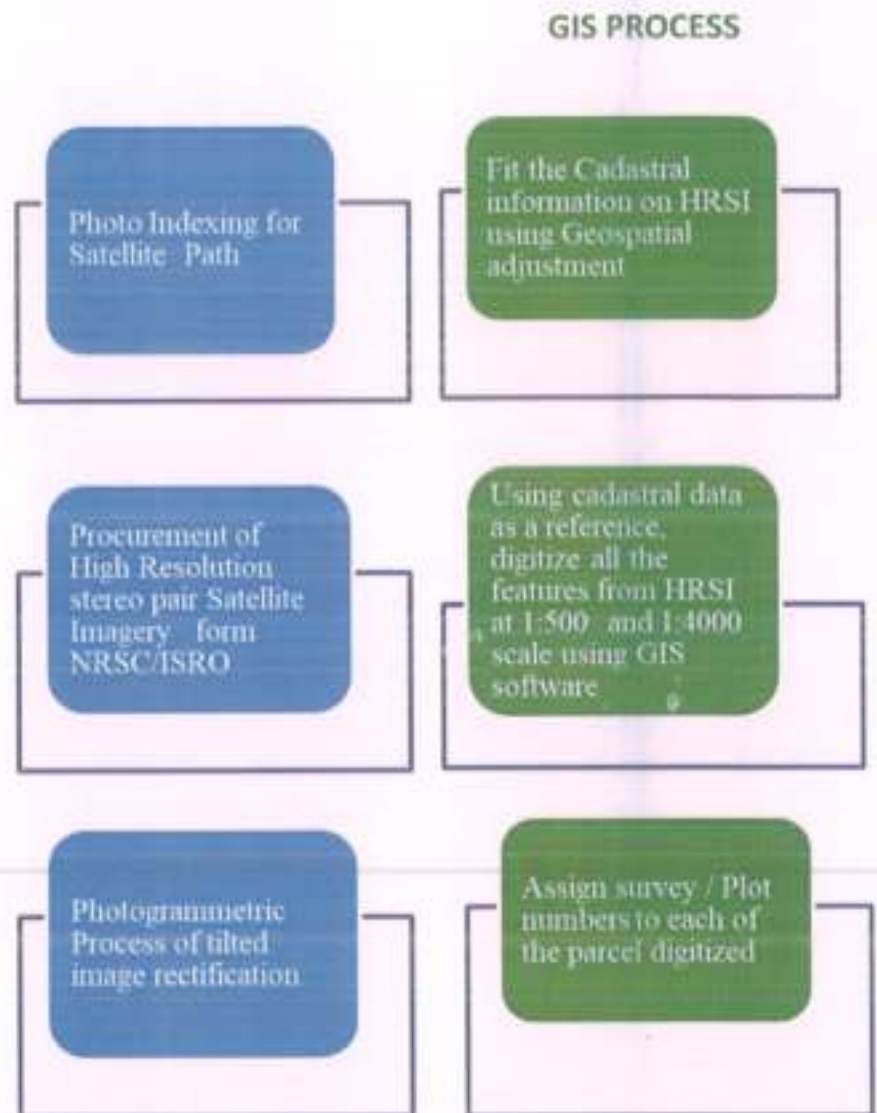 GIS PROCESS
Photo Indexing for
Satellite Path
Fit the Cadastral
information on HRSI
using Geospatial
adjustment
Procurement of
High Resolution
stereo pair Satellite
Imagery form
NRSC/ISRO
Using cadastral data
as a reference,
digitize all the
features from HRSI
at 1:500 and 1:4000
scale using GIS
software
Photogrammetric
Process of tilted
image rectification
Assign survey / Plot
numbers to each of
the parcel digitized